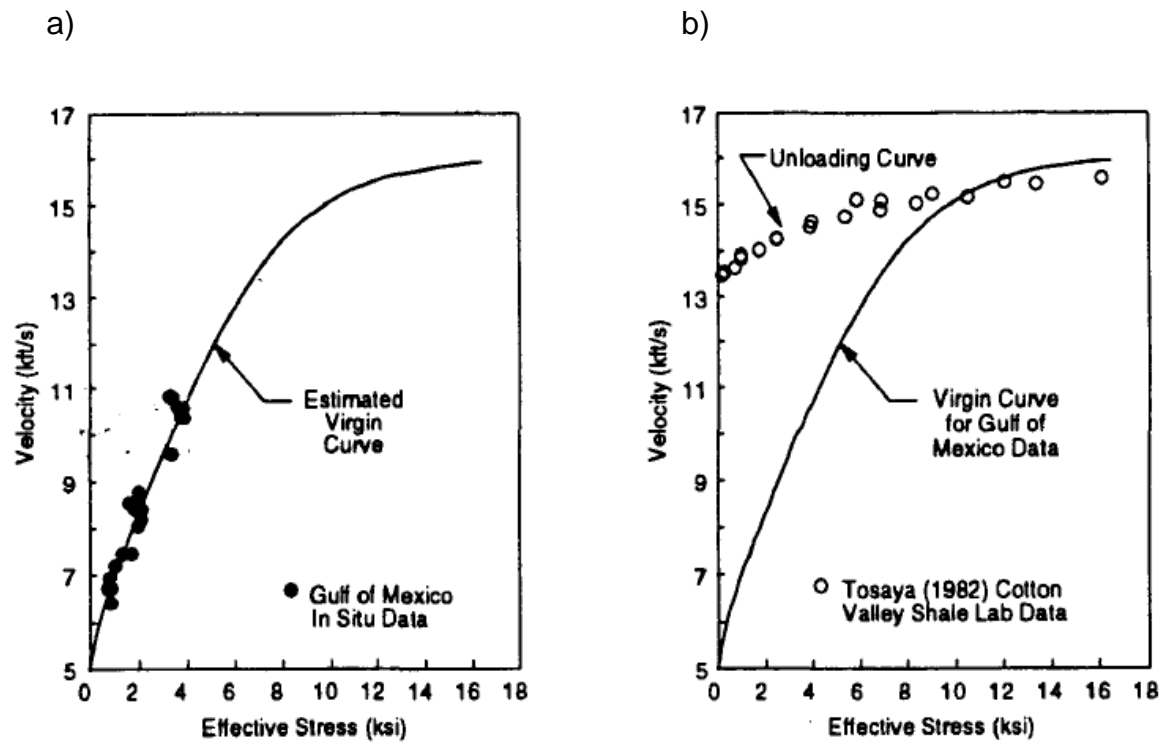 a)
b)
17
15
13
11
9
7
5
0 2 4 6 8 10 12 14 16 18
Velocity (kft/s)
Effective Stress (ksi)
Estimated
Virgin
Curve
Gulf of Mexico
In Situ Data
17
15
13
11
9
7
5
0 2 4 6 8 10 12 14 16 18
Velocity (kft/s)
Effective Stress (ksi)
Unloading Curve
Virgin Curve
for Gulf of
Mexico Data
Tosaya (1982) Cotton
Valley Shale Lab Data